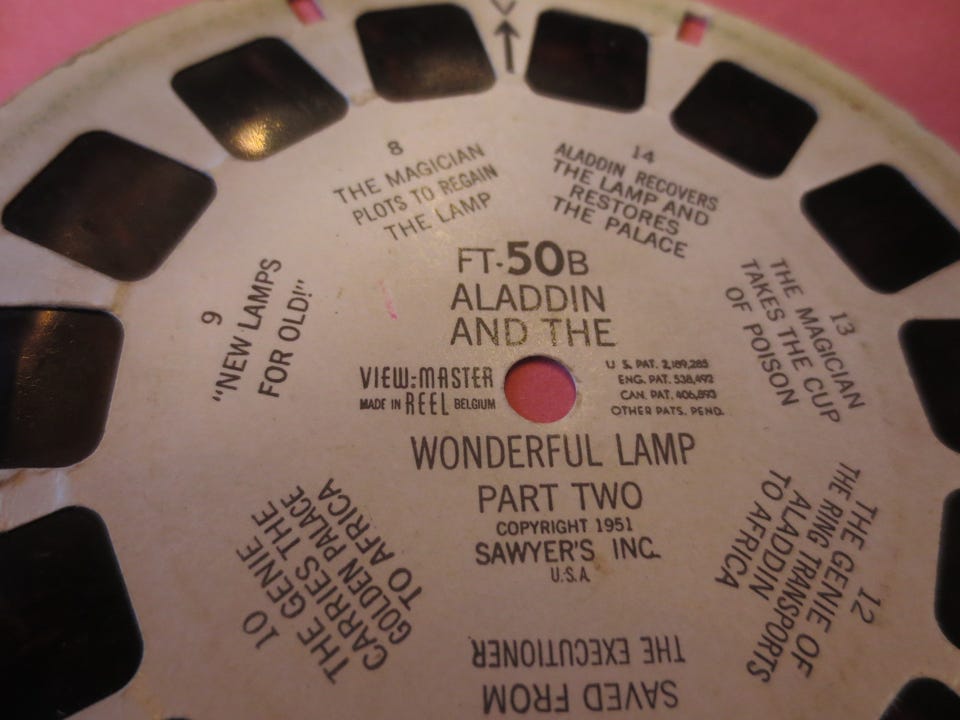 FT-50B
ALADDIN
AND THE
VIEW-MASTER
MADE IN REEL BELGIUM
U.S. PAT. 2,189,285
ENG. PAT. 538,492
CAN. PAT. 406,893
OTHER PATS. PEND.
WONDERFUL LAMP
PART TWO
COPYRIGHT 1951
SAWYER'S INC.
U.S.A.
8
THE MAGICIAN
PLOTS TO REGAIN
THE LAMP
9
"NEW LAMPS
FOR OLD!"
10
THE GENIE
CARRIES THE
GOLDEN PALACE
TO AFRICA
SAVED FROM
THE EXECUTIONER
12
THE GENIE OF
THE RING TRANSPORTS
ALADDIN
TO AFRICA
13
THE MAGICIAN
TAKES THE CUP
OF POISON
14
ALADDIN RECOVERS
THE LAMP AND
RESTORES
THE PALACE